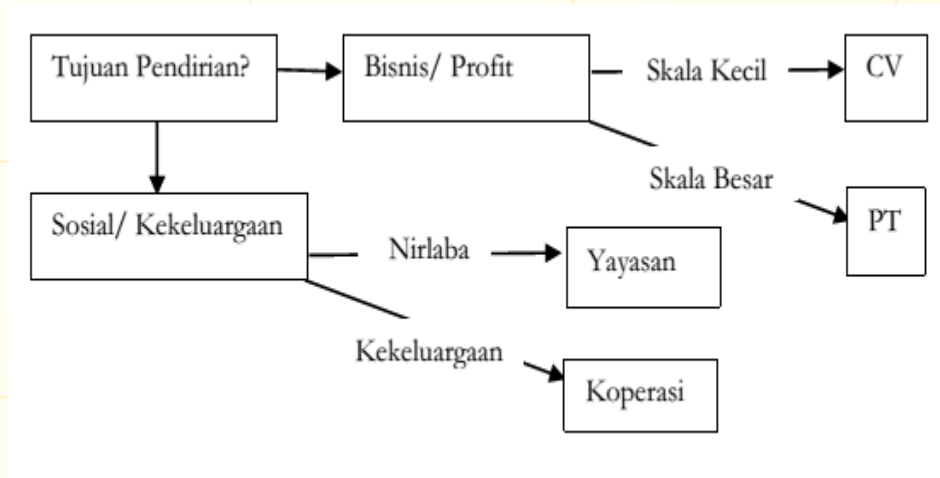 Tujuan Pendirian?
Bisnis/ Profit
Skala Kecil
CV
Skala Besar
PT
Sosial/ Kekeluargaan
Nirlaba
Yayasan
Kekeluargaan
Koperasi